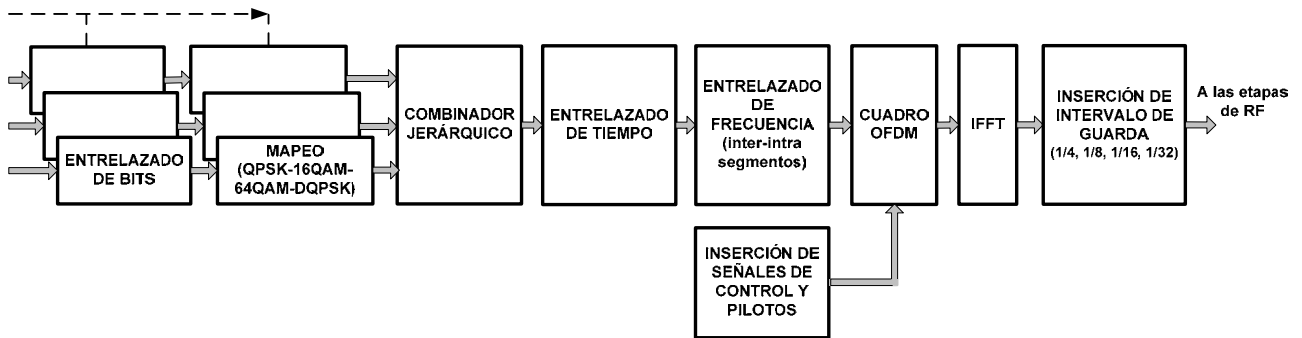 ENTRELAZADO
DE BITS
MAPEO
(QPSK-16QAM-
64QAM-DQPSK)
COMBINADOR
JERÁRQUICO
ENTRELAZADO
DE TIEMPO
ENTRELAZADO
DE
FRECUENCIA
(inter-intra
segmentos)
CUADRO
OFDM
IFFT
INSERCIÓN DE
INTERVALO DE
GUARDA
(1/4, 1/8, 1/16, 1/32)
A las etapas
de RF
INSERCIÓN DE
SEÑALES DE
CONTROL Y
PILOTOS